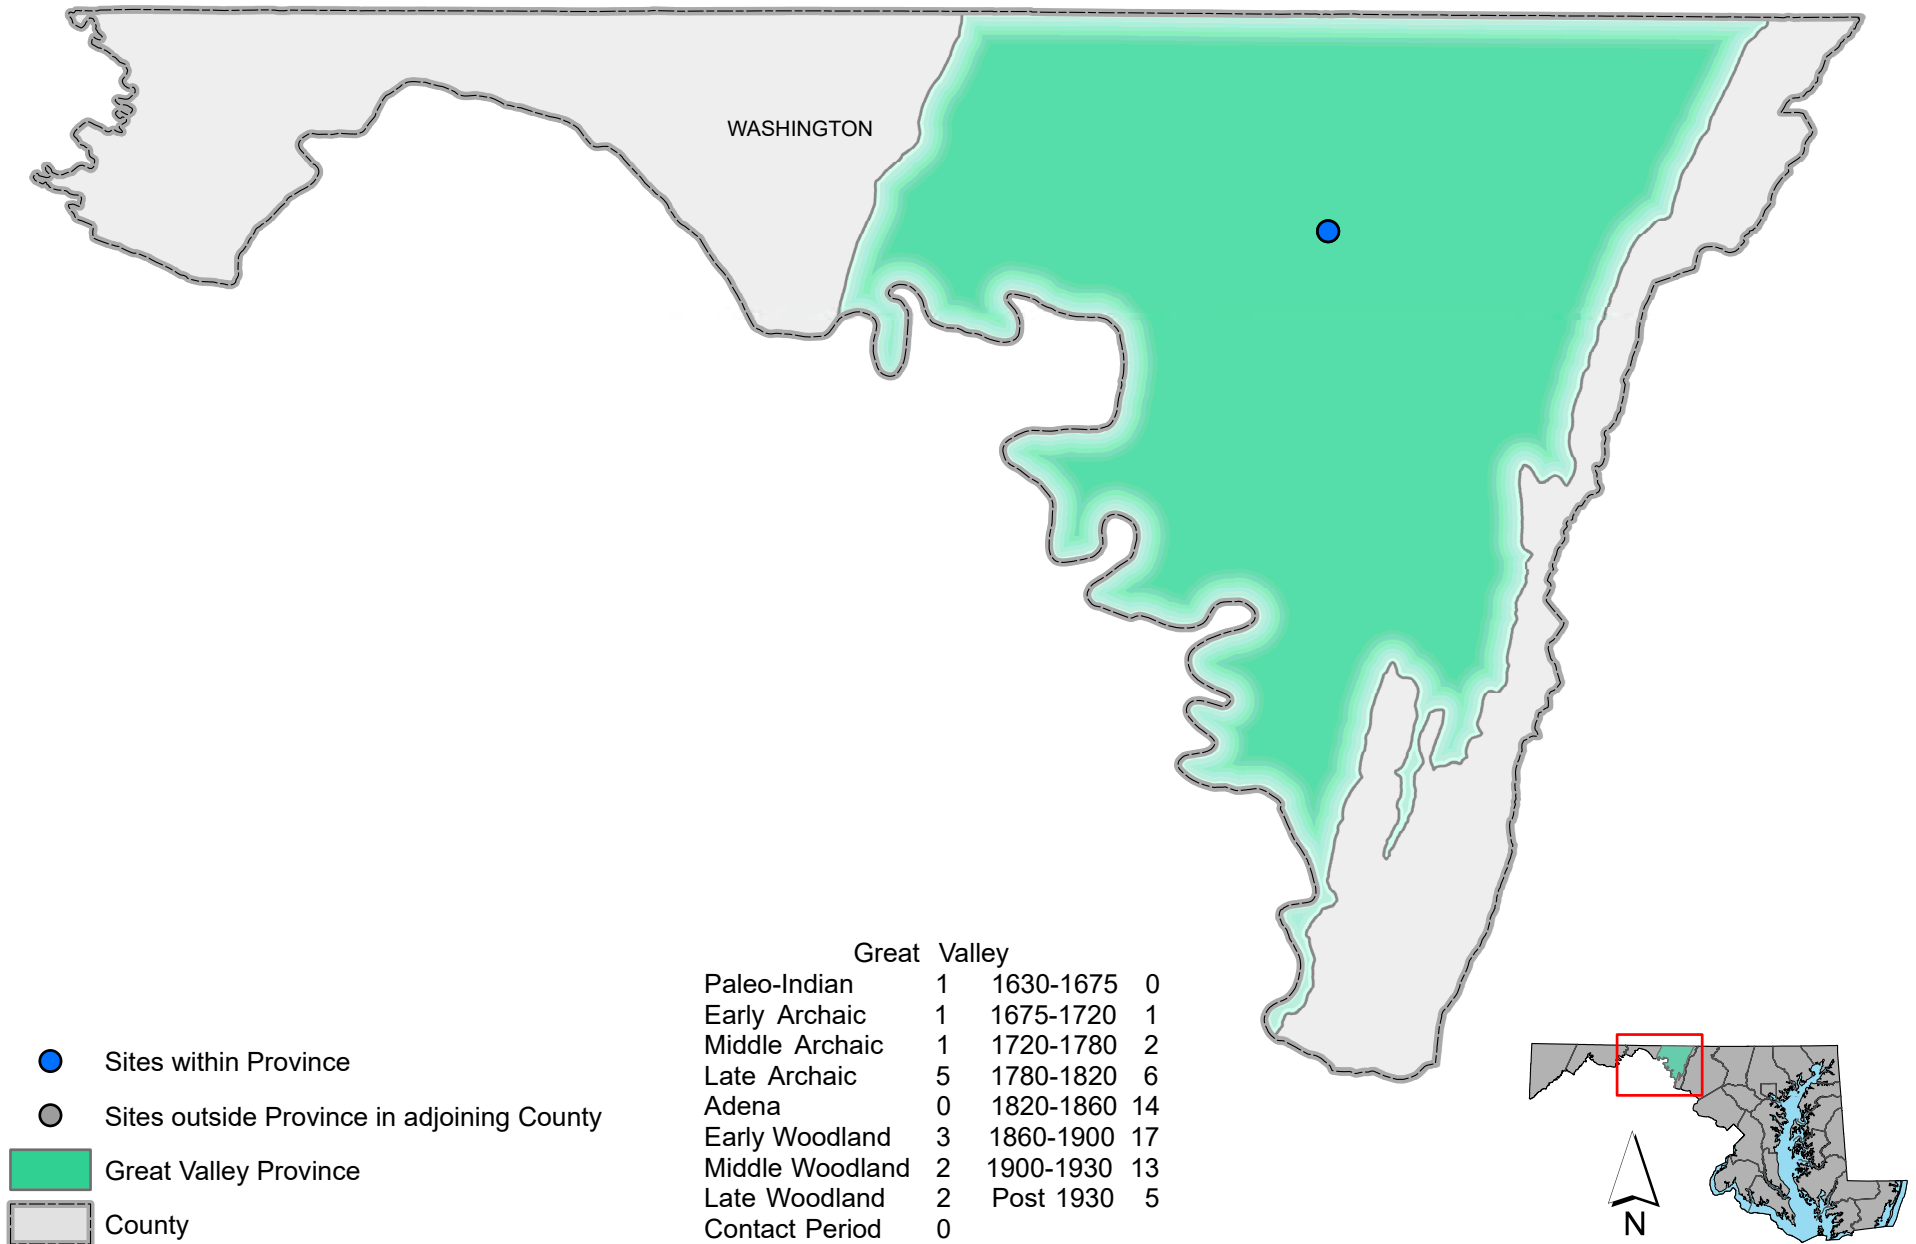 WASHINGTON
Great Valley
Paleo-Indian 1 1630-1675 0
Early Archaic 1 1675-1720 1
Middle Archaic 1 1720-1780 2
Late Archaic 5 1780-1820 6
Adena 0 1820-1860 14
Early Woodland 3 1860-1900 17
Middle Woodland 2 1900-1930 13
Late Woodland 2 Post 1930 5
Contact Period 0
Sites within Province
Sites outside Province in adjoining County
Great Valley Province
County
N